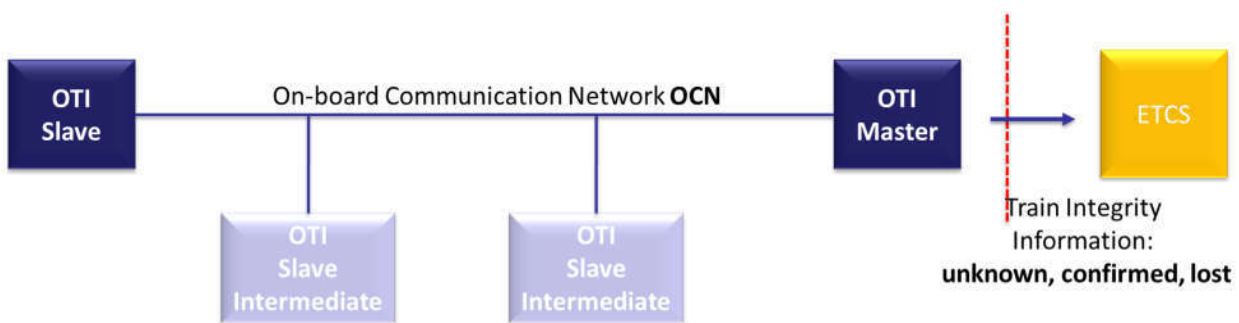 OTI
Slave
On-board Communication Network OCN
OTI
Master
ETCS
OTI
Slave
Intermediate
OTI
Slave
Intermediate
Train Integrity
Information:
unknown, confirmed, lost